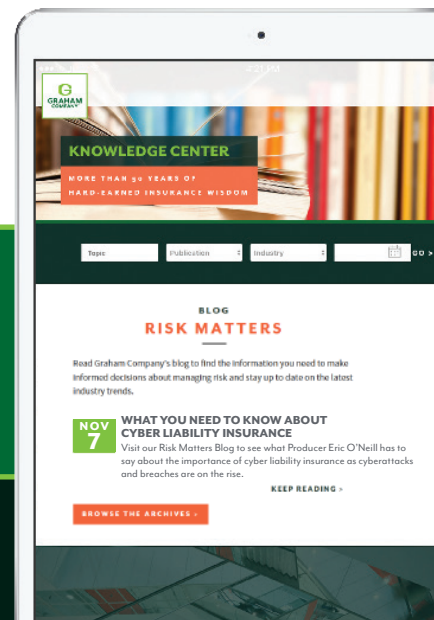 4:21 PM
G
GRAHAM
COMPANY
KNOWLEDGE CENTER
MORE THAN 50 YEARS OF
HARD-EARNED INSURANCE WISDOM
Topic
Publication
Industry
GO >
BLOG
RISK MATTERS
Read Graham Company's blog to find the information you need to make
informed decisions about managing risk and stay up to date on the latest
industry trends.
NOV
7
WHAT YOU NEED TO KNOW ABOUT
CYBER LIABILITY INSURANCE
Visit our Risk Matters Blog to see what Producer Eric O'Neill has to
say about the importance of cyber liability insurance as cyberattacks
and breaches are on the rise.
KEEP READING >
BROWSE THE ARCHIVES >